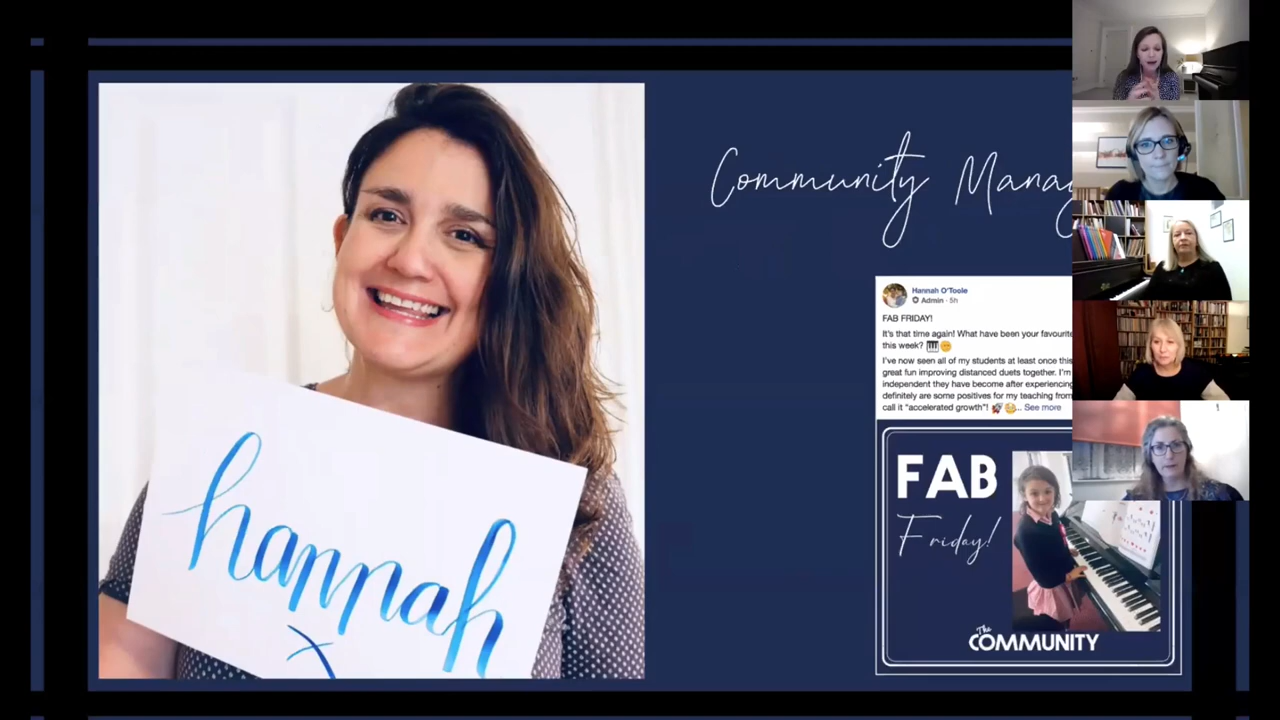 Community Manag
hannah
x
Hannah O'Toole
Admin · 5h
FAB FRIDAY!
It's that time again! What have been your favourite
this week?
I've now seen all of my students at least once this
great fun improving distanced duets together. I'm
independent they have become after experiencing
definitely are some positives for my teaching from
call it "accelerated growth"! ... See more
FAB
Friday!
The
COMMUNITY